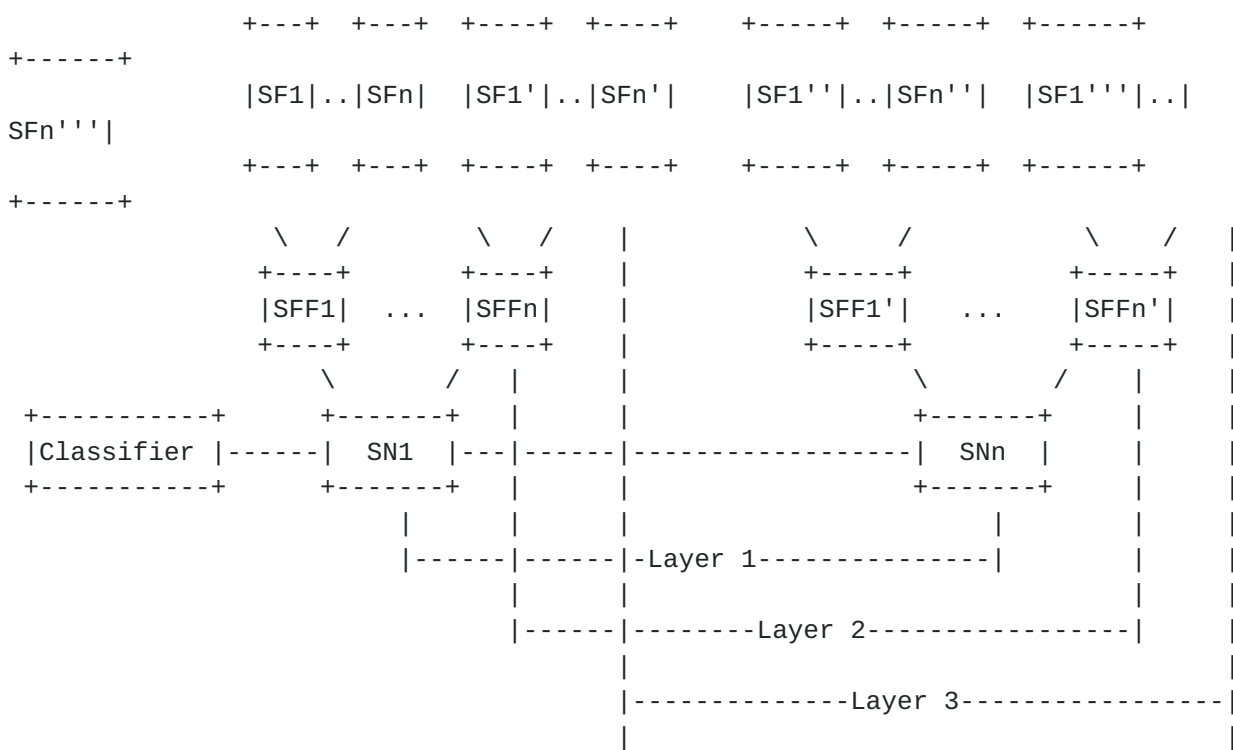 +---+  +---+  +----+  +----+    +-----+  +-----+  +------+
+------+
|SF1|..|SFn|  |SF1'|..|SFn'|    |SF1''|..|SFn''|  |SF1'''|..|
SFn'''|
+---+  +---+  +----+  +----+    +-----+  +-----+  +------+
+------+
\   /        \   /    |           \     /           \    /   |
+----+       +----+    |           +-----+          +-----+   |
|SFF1|  ...  |SFFn|    |           |SFF1'|   ...    |SFFn'|   |
+----+       +----+    |           +-----+          +-----+   |
\       /   |      |                  \        /    |     |
+-----------+      +-------+   |      |                  +-------+     |     |
|Classifier |------|  SN1  |---|------|------------------|  SNn  |     |     |
+-----------+      +-------+   |      |                  +-------+     |     |
|      |      |                       |        |     |
|------|------|-Layer 1---------------|        |     |
|      |                                |     |
|------|--------Layer 2-----------------|     |
|                                      |
|--------------Layer 3-----------------|
|                                      |